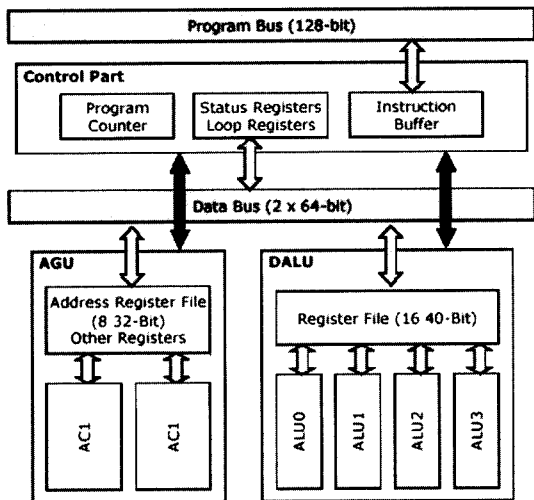 Program Bus (128-bit)
Control Part
Program
Counter
Status Registers
Loop Registers
Instruction
Buffer
Data Bus (2 x 64-bit)
AGU
Address Register File
(8 32-Bit)
Other Registers
AC1
AC1
DALU
Register File (16 40-Bit)
ALU0
ALU1
ALU2
ALU3